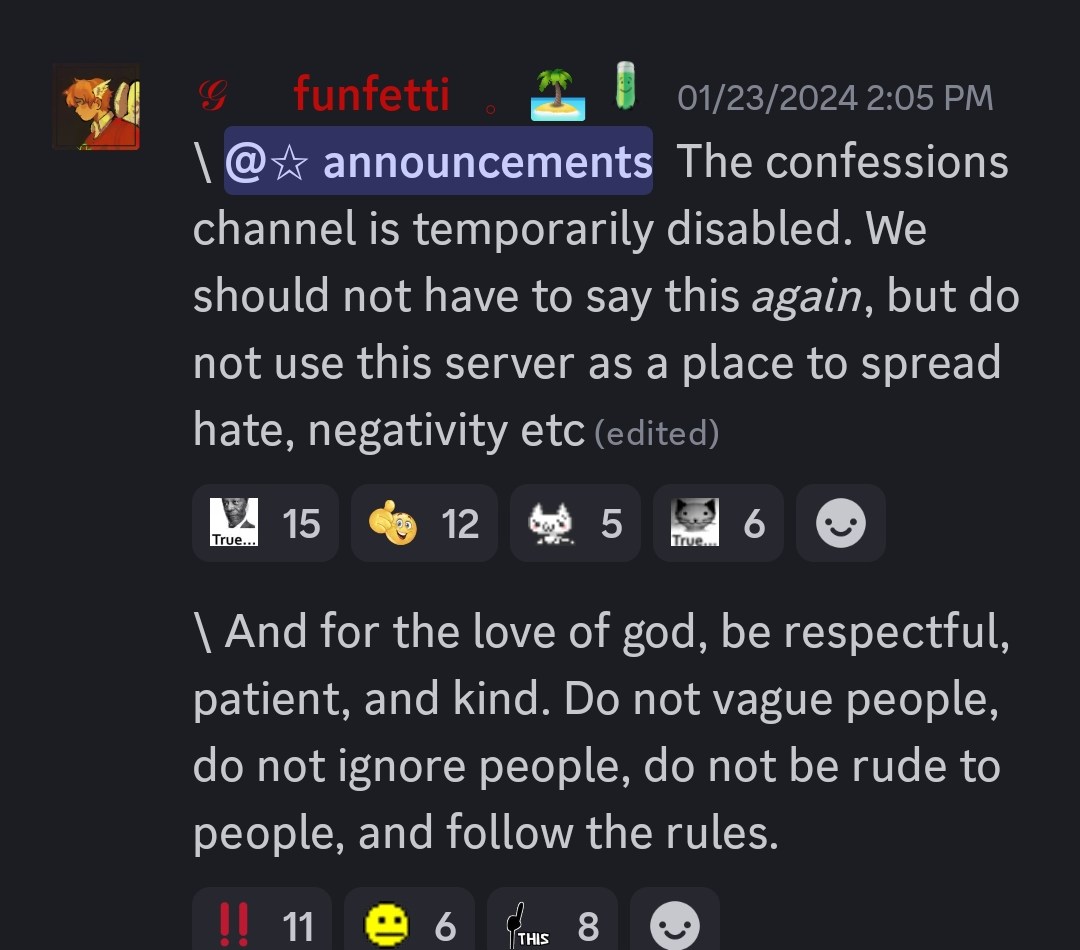 𝒢 funfetti 。 🏝️ 🧪 01/23/2024 2:05 PM
\ @☆ announcements The confessions
channel is temporarily disabled. We
should not have to say this again, but do
not use this server as a place to spread
hate, negativity etc (edited)
True... 15 12 5 True... 6
\ And for the love of god, be respectful,
patient, and kind. Do not vague people,
do not ignore people, do not be rude to
people, and follow the rules.
‼️ 11 6 THIS 8